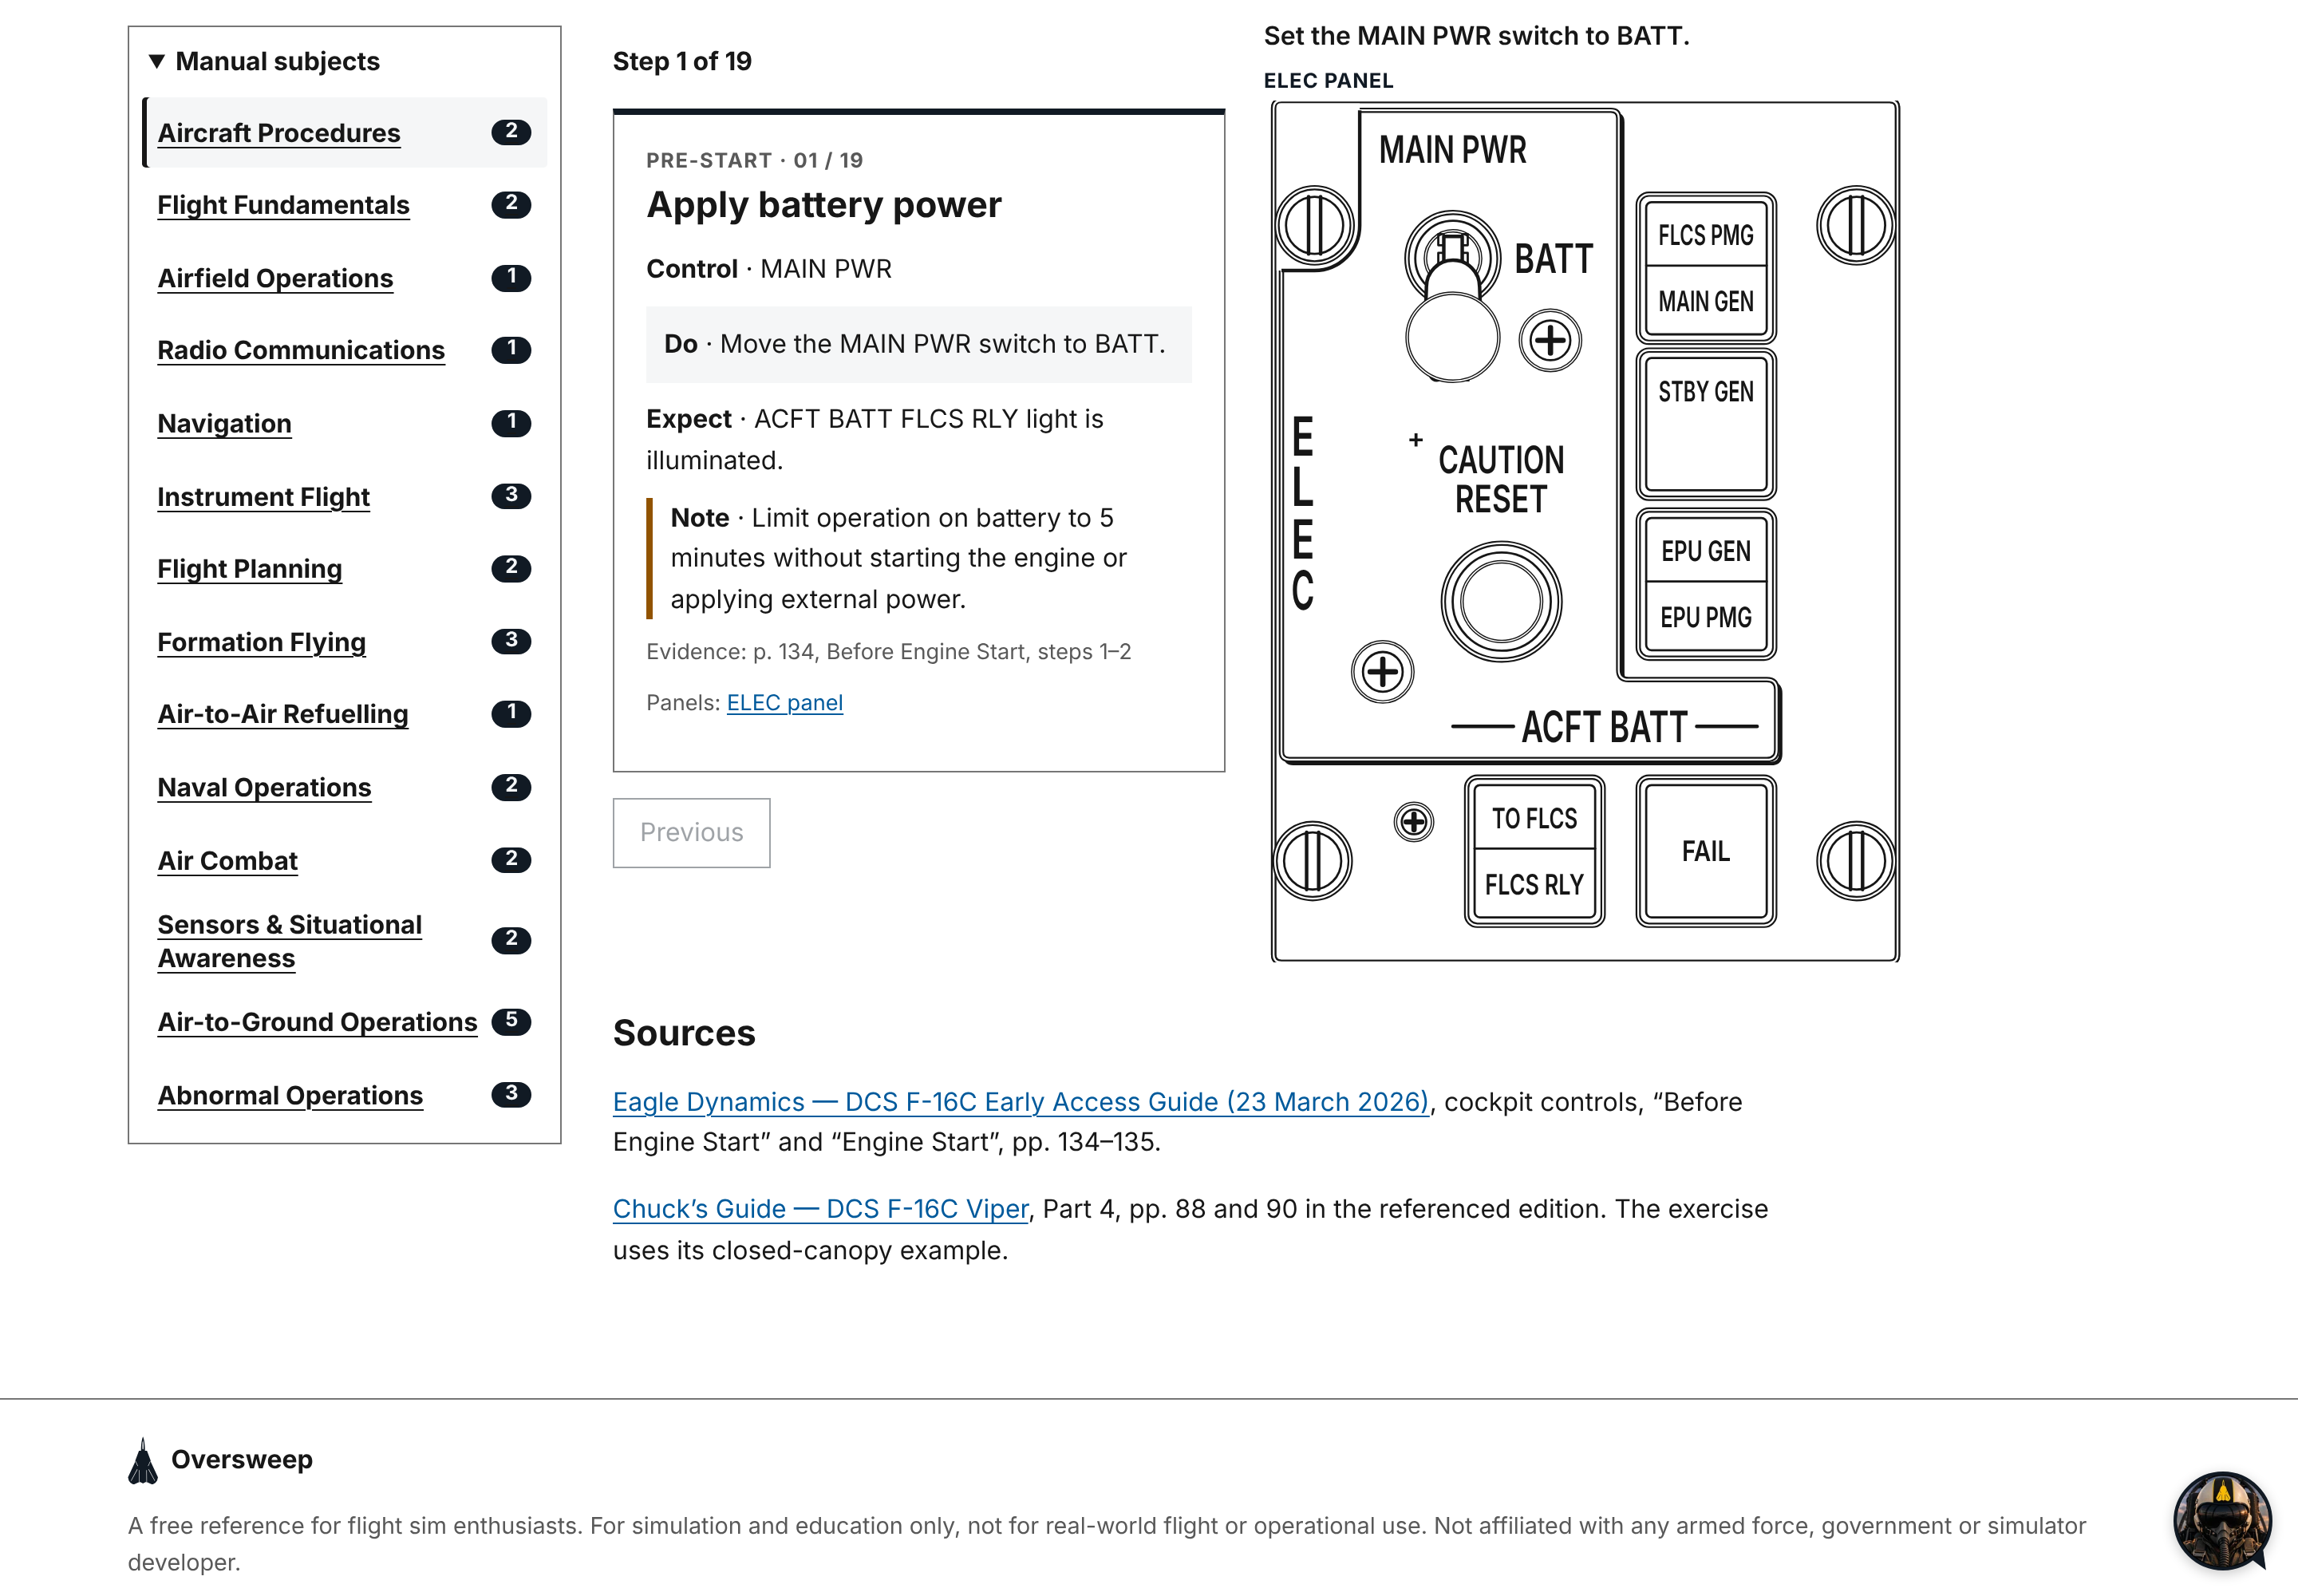 Manual subjects
Aircraft Procedures 2
Flight Fundamentals 2
Airfield Operations 1
Radio Communications 1
Navigation 1
Instrument Flight 3
Flight Planning 2
Formation Flying 3
Air-to-Air Refuelling 1
Naval Operations 2
Air Combat 2
Sensors & Situational
Awareness 2
Air-to-Ground Operations 5
Abnormal Operations 3
Step 1 of 19
PRE-START · 01 / 19
Apply battery power
Control · MAIN PWR
Do · Move the MAIN PWR switch to BATT.
Expect · ACFT BATT FLCS RLY light is
illuminated.
Note · Limit operation on battery to 5
minutes without starting the engine or
applying external power.
Evidence: p. 134, Before Engine Start, steps 1–2
Panels: ELEC panel
Previous
Set the MAIN PWR switch to BATT.
ELEC PANEL
MAIN PWR
BATT
FLCS PMG
MAIN GEN
STBY GEN
ELEC
+
CAUTION
RESET
EPU GEN
EPU PMG
ACFT BATT
TO FLCS
FLCS RLY
FAIL
Sources
Eagle Dynamics — DCS F-16C Early Access Guide (23 March 2026), cockpit controls, “Before
Engine Start” and “Engine Start”, pp. 134–135.
Chuck’s Guide — DCS F-16C Viper, Part 4, pp. 88 and 90 in the referenced edition. The exercise
uses its closed-canopy example.
Oversweep
A free reference for flight sim enthusiasts. For simulation and education only, not for real-world flight or operational use. Not affiliated with any armed force, government or simulator
developer.